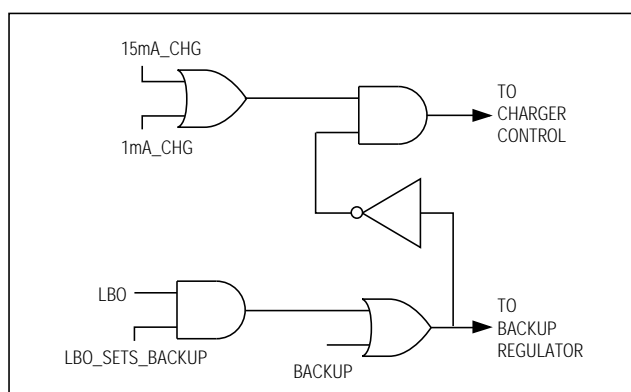 15mA_CHG
1mA_CHG
TO
CHARGER
CONTROL
LBO
LBO_SETS_BACKUP
BACKUP
TO
BACKUP
REGULATOR